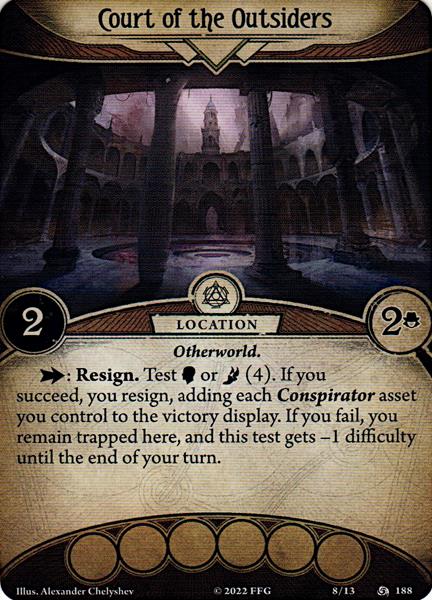 Court of the Outsiders
2
2
LOCATION
Otherworld.
: Resign. Test or (4). If you
succeed, you resign, adding each Conspirator asset
you control to the victory display. If you fail, you
remain trapped here, and this test gets –1 difficulty
until the end of your turn.
Illus. Alexander Chelyshev © 2022 FFG 8/13 188